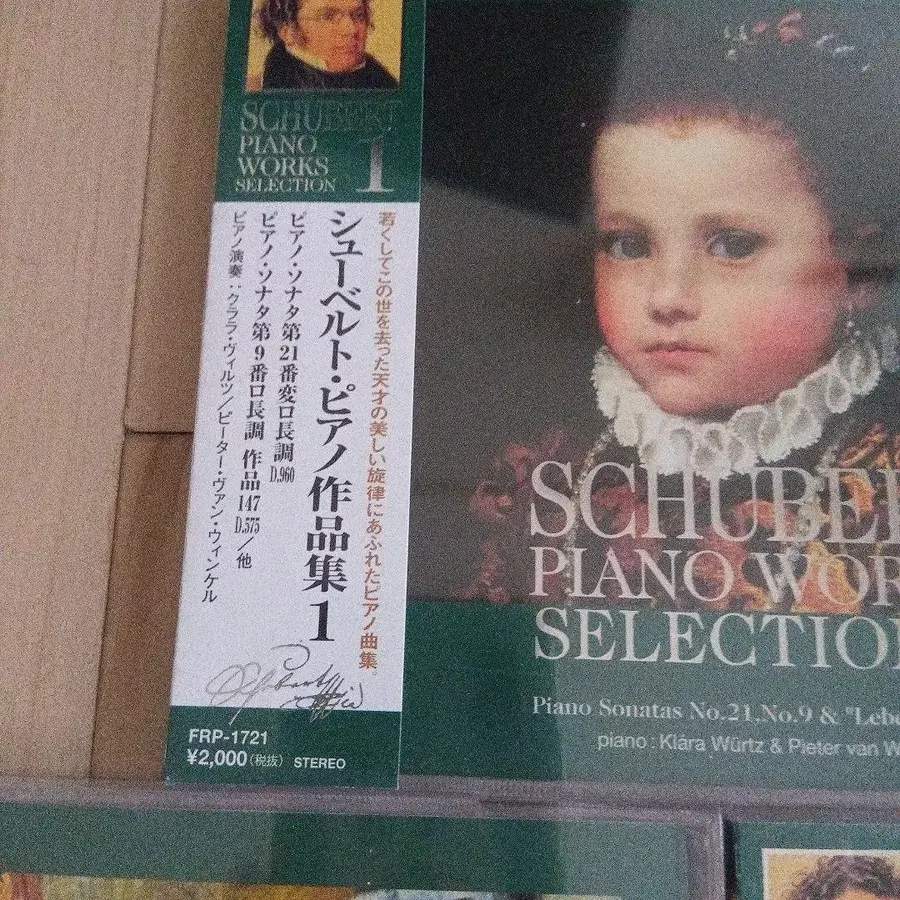 SCHUBERT
PIANO
WORKS
SELECTION 1
若くしてこの世を去った天才の美しい旋律にあふれたピアノ曲集。
シューベルト・ピアノ作品集 1
ピアノ・ソナタ第21番変ロ長調 D.960
ピアノ・ソナタ第9番ロ長調 作品147 D.575/他
ピアノ演奏:クララ・ヴィルツ/ピーター・ヴァン・ウィンケル
FRP-1721
¥2,000(税抜) STEREO
SCHUBER
PIANO WOR
SELECTIO
Piano Sonatas No.21,No.9 & "Lebe
piano : Klára Würtz & Pieter van W